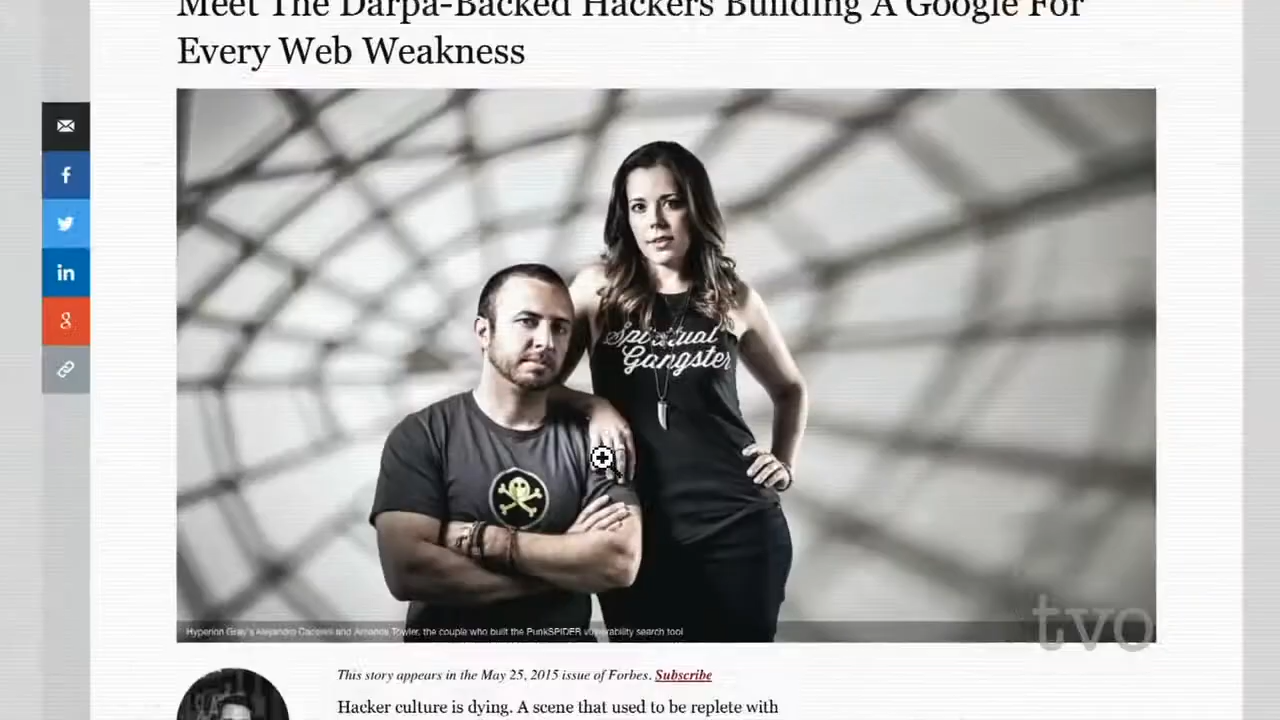 Meet The Darpa-Backed Hackers Building A Google For
Every Web Weakness
f
in
g
Spiritual
Gangster
tvo
Hyperion Gray's Alejandro Caceres and Amanda Towler, the couple who built the PunkSPIDER vulnerability search tool
This story appears in the May 25, 2015 issue of Forbes. Subscribe
Hacker culture is dying. A scene that used to be replete with